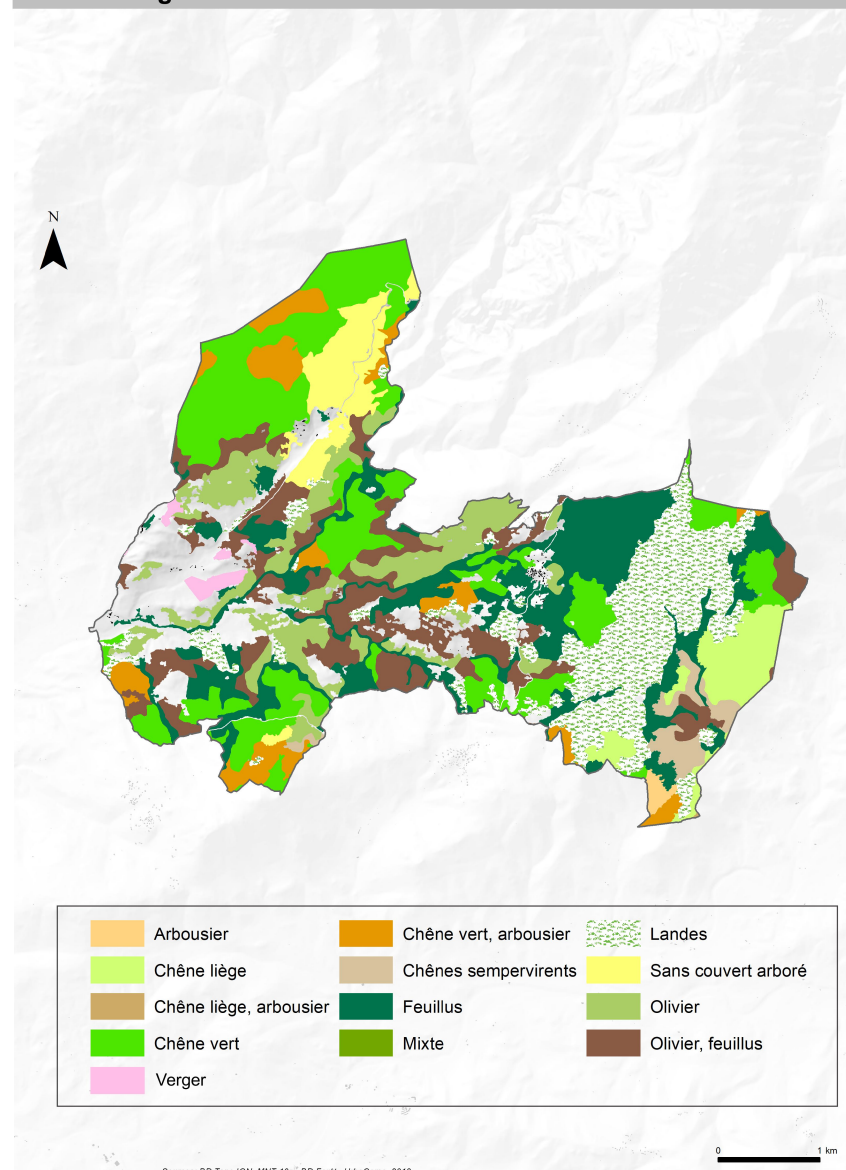 N
Arbousier
Chêne vert, arbousier
Landes
Chêne liège
Chênes sempervirents
Sans couvert arboré
Chêne liège, arbousier
Feuillus
Olivier
Chêne vert
Mixte
Olivier, feuillus
Verger
0
1 km